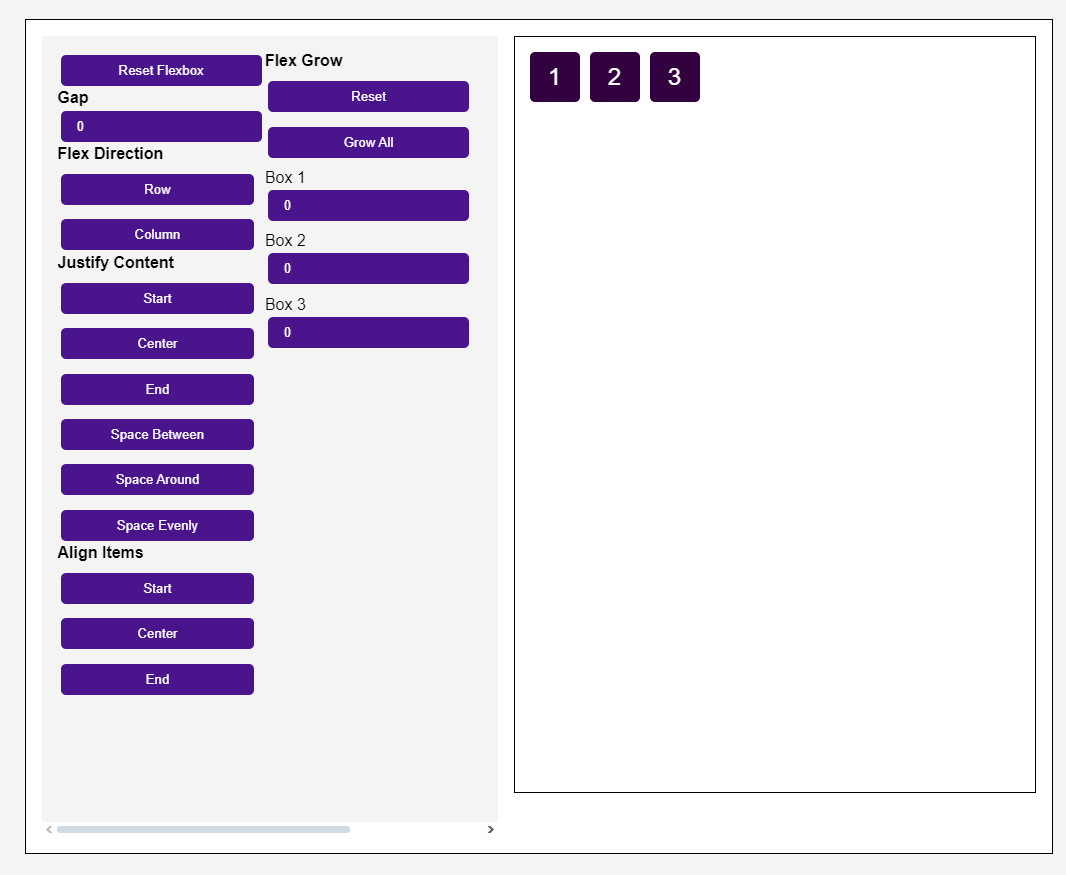 Reset Flexbox
Gap
0
Flex Direction
Row
Column
Justify Content
Start
Center
End
Space Between
Space Around
Space Evenly
Align Items
Start
Center
End
Flex Grow
Reset
Grow All
Box 1
0
Box 2
0
Box 3
0
1 2 3